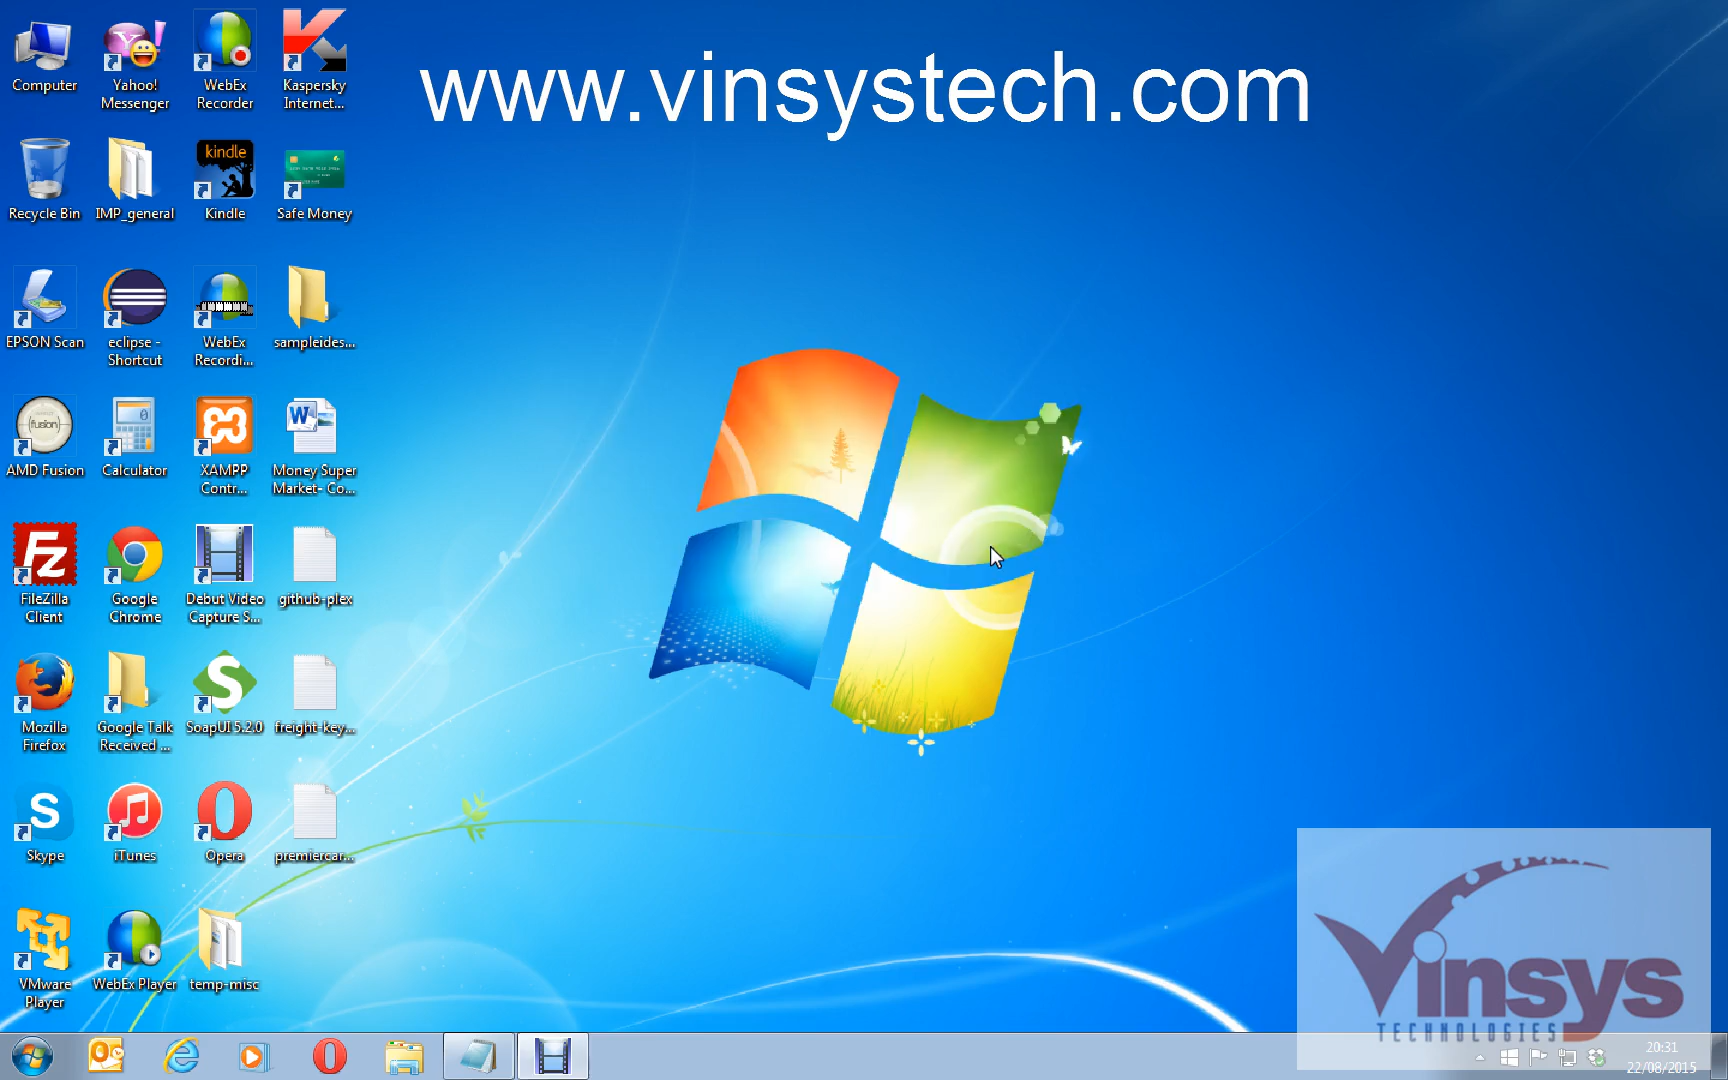 www.vinsystech.com
Computer
Yahoo!
Messenger
WebEx
Recorder
Kaspersky
Internet...
Recycle Bin
IMP_general
kindle
Kindle
Safe Money
EPSON Scan
eclipse -
Shortcut
WebEx
Recordi...
sampleides...
fusion
AMD Fusion
Calculator
XAMPP
Contr...
W
Money Super
Market- Co...
Fz
FileZilla
Client
Google
Chrome
Debut Video
Capture S...
github-plex
Mozilla
Firefox
Google Talk
Received ...
S
SoapUI 5.2.0
freight-key...
S
Skype
iTunes
Opera
premiercar...
VMware
Player
WebEx Player
temp-misc
Vinsys
TECHNOLOGIES
20:31
22/08/2015